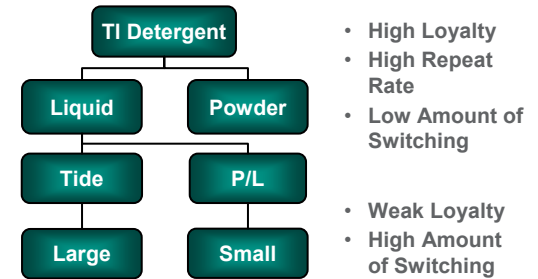 TI Detergent
Liquid
Powder
Tide
P/L
Large
Small
• High Loyalty
• High Repeat
Rate
• Low Amount of
Switching
• Weak Loyalty
• High Amount
of Switching